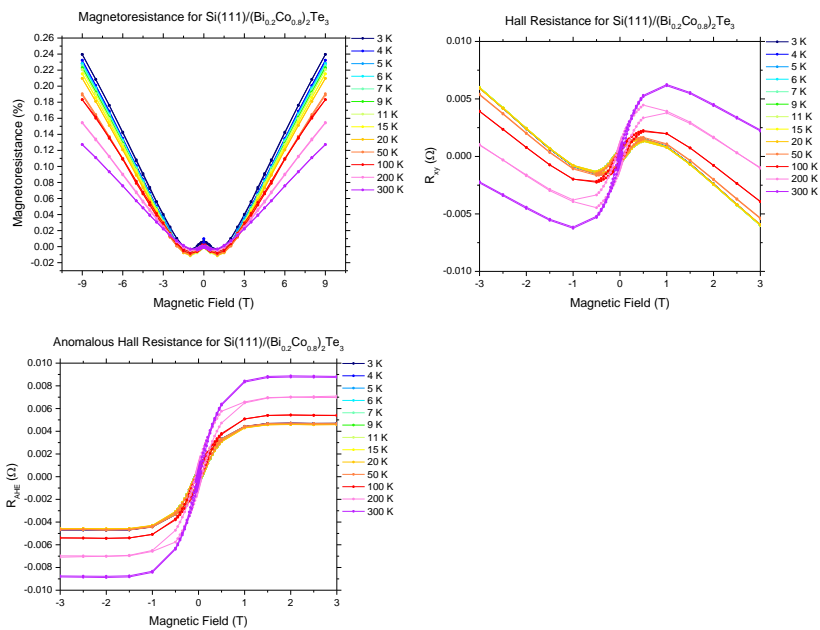 Magnetoresistance for Si(111)/(Bi0.2Co0.8)2Te3
0.26
0.24
0.22
0.20
0.18
0.16
0.14
0.12
0.10
0.08
0.06
0.04
0.02
0.00
-0.02
Magnetoresistance (%)
-9 -6 -3 0 3 6 9
Magnetic Field (T)
3 K
4 K
5 K
6 K
7 K
9 K
11 K
15 K
20 K
50 K
100 K
200 K
300 K
Hall Resistance for Si(111)/(Bi0.2Co0.8)2Te3
0.010
0.005
0.000
-0.005
-0.010
Rxy (Ω)
-3 -2 -1 0 1 2 3
Magnetic Field (T)
3 K
4 K
5 K
6 K
7 K
9 K
11 K
15 K
20 K
50 K
100 K
200 K
300 K
Anomalous Hall Resistance for Si(111)/(Bi0.2Co0.8)2Te3
0.010
0.008
0.006
0.004
0.002
0.000
-0.002
-0.004
-0.006
-0.008
-0.010
RAHE (Ω)
-3 -2 -1 0 1 2 3
Magnetic Field (T)
3 K
4 K
5 K
6 K
7 K
9 K
11 K
15 K
20 K
50 K
100 K
200 K
300 K